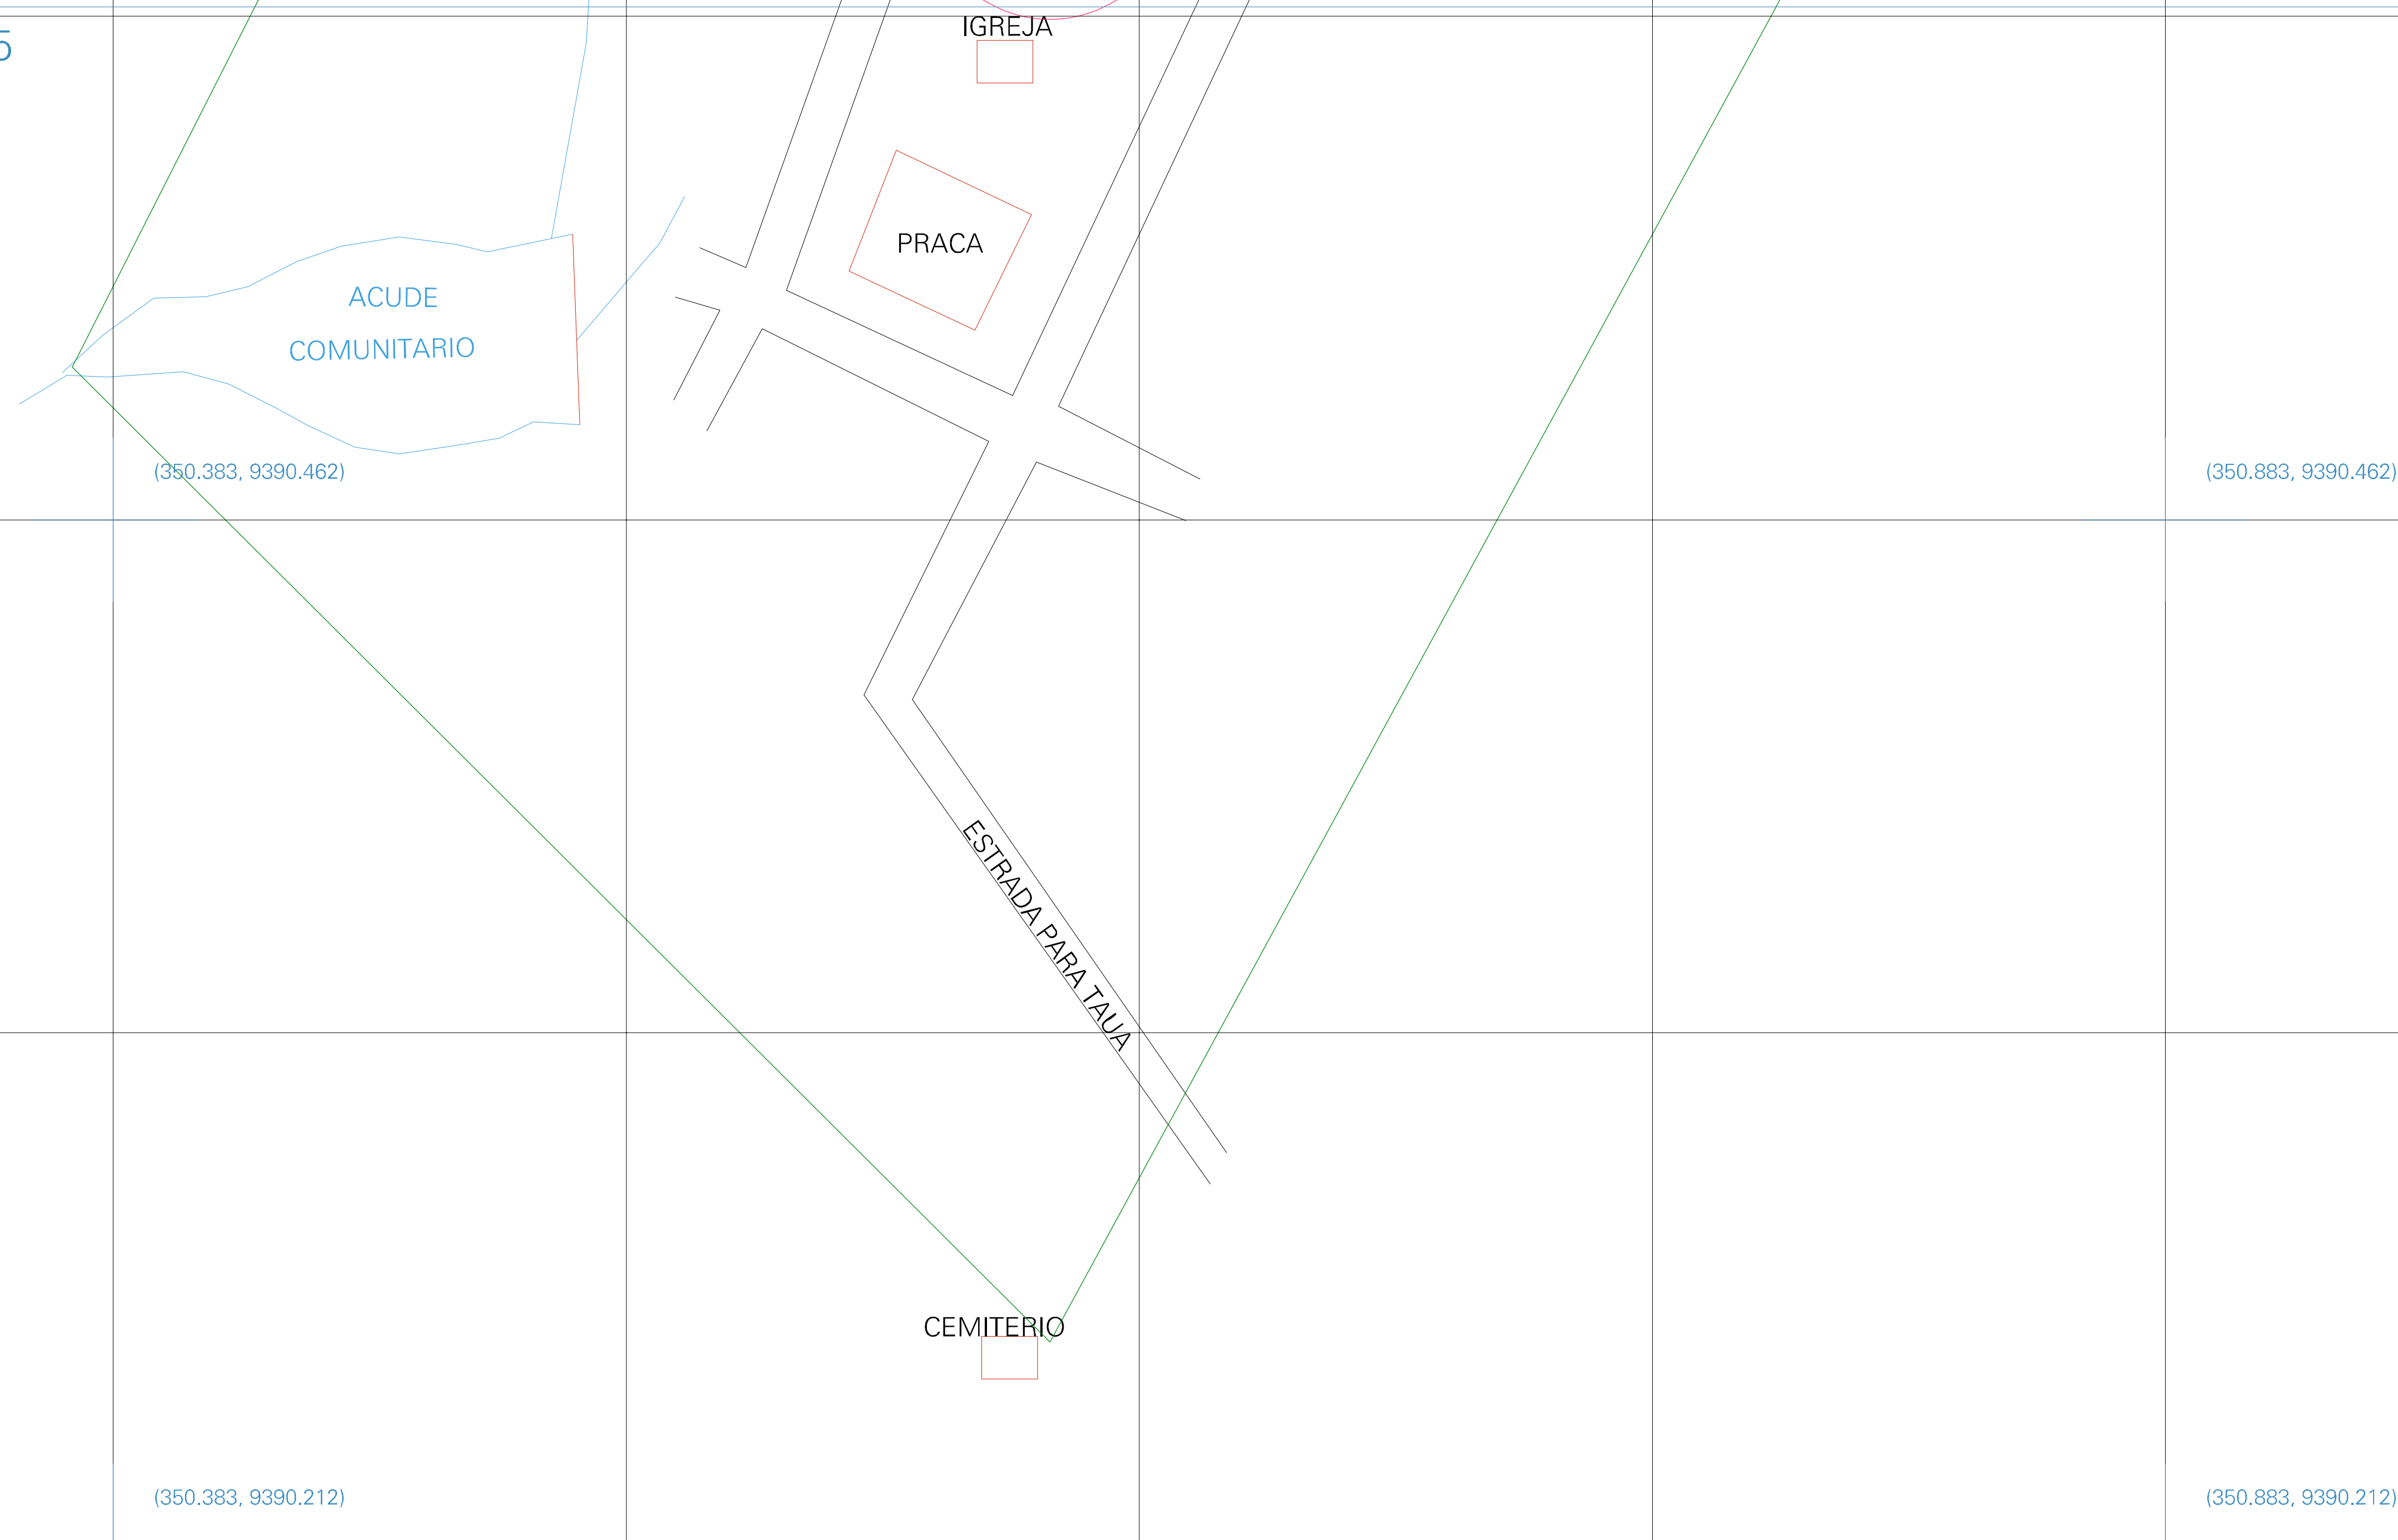 IGREJA
5
PRACA
ACUDE
COMUNITARIO
(350.383, 9390.462)
(350.883, 9390.462)
ESTRADA PARA TAUA
CEMITERIO
(350.383, 9390.212)
(350.883, 9390.212)